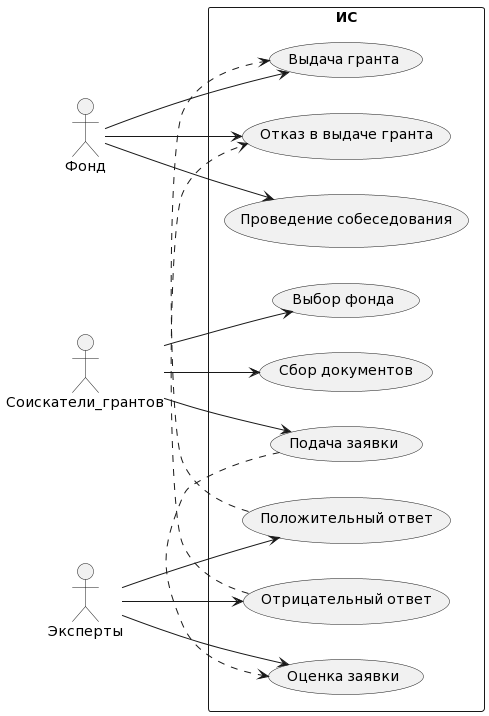 ИС
Выдача гранта
Отказ в выдаче гранта
Фонд
Проведение собеседования
Выбор фонда
Сбор документов
Соискатели_грантов
Подача заявки
Положительный ответ
Отрицательный ответ
Эксперты
Оценка заявки